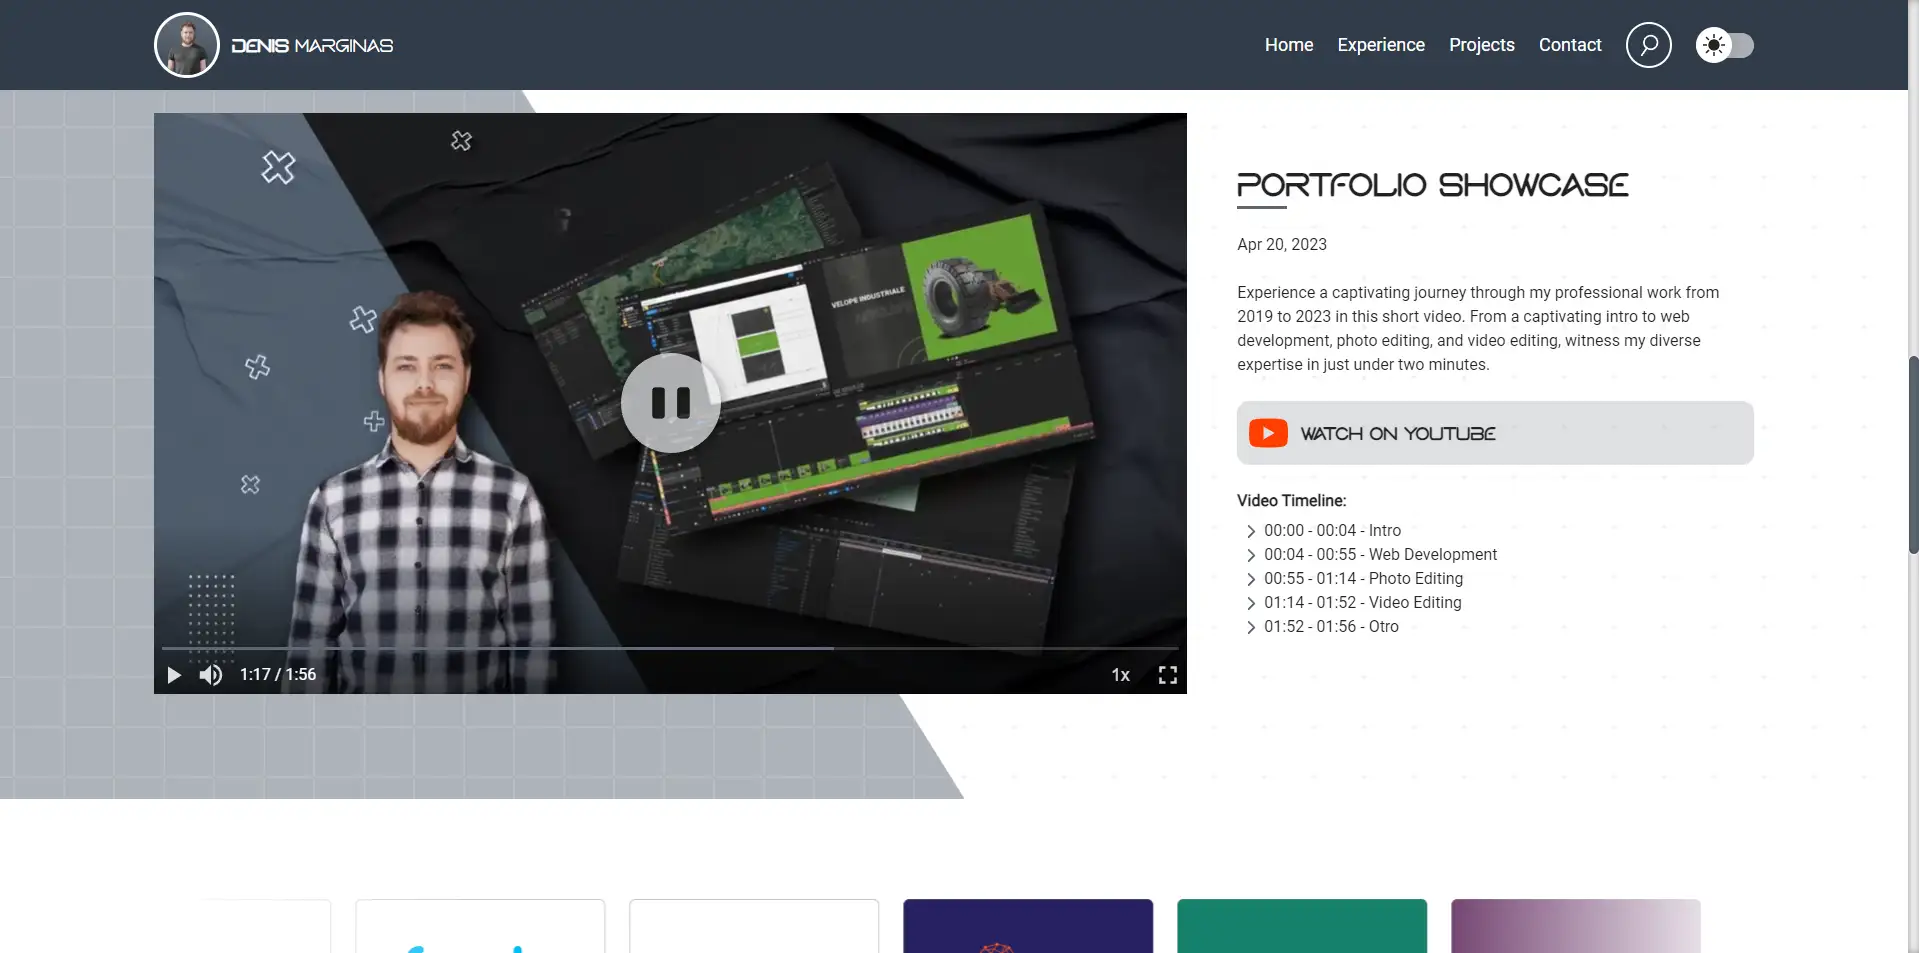 DENIS MARGINAS
Home
Experience
Projects
Contact
VELOPE INDUSTRIALE
1:17 / 1:56
1x
PORTFOLIO SHOWCASE
Apr 20, 2023
Experience a captivating journey through my professional work from
2019 to 2023 in this short video. From a captivating intro to web
development, photo editing, and video editing, witness my diverse
expertise in just under two minutes.
WATCH ON YOUTUBE
Video Timeline:
00:00 - 00:04 - Intro
00:04 - 00:55 - Web Development
00:55 - 01:14 - Photo Editing
01:14 - 01:52 - Video Editing
01:52 - 01:56 - Otro